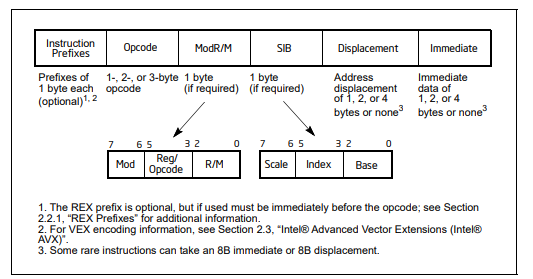 Instruction Prefixes Opcode ModR/M SIB Displacement Immediate
Prefixes of 1-, 2-, or 3-byte 1 byte 1 byte Address Immediate
1 byte each opcode (if required) (if required) displacement data of
(optional)1, 2 of 1, 2, or 4 1, 2, or 4
bytes or none3 bytes or none3
7 6 5 3 2 0 7 6 5 3 2 0
Mod Reg/Opcode R/M Scale Index Base
1. The REX prefix is optional, but if used must be immediately before the opcode; see Section
2.2.1, “REX Prefixes” for additional information.
2. For VEX encoding information, see Section 2.3, “Intel® Advanced Vector Extensions (Intel®
AVX)”.
3. Some rare instructions can take an 8B immediate or 8B displacement.